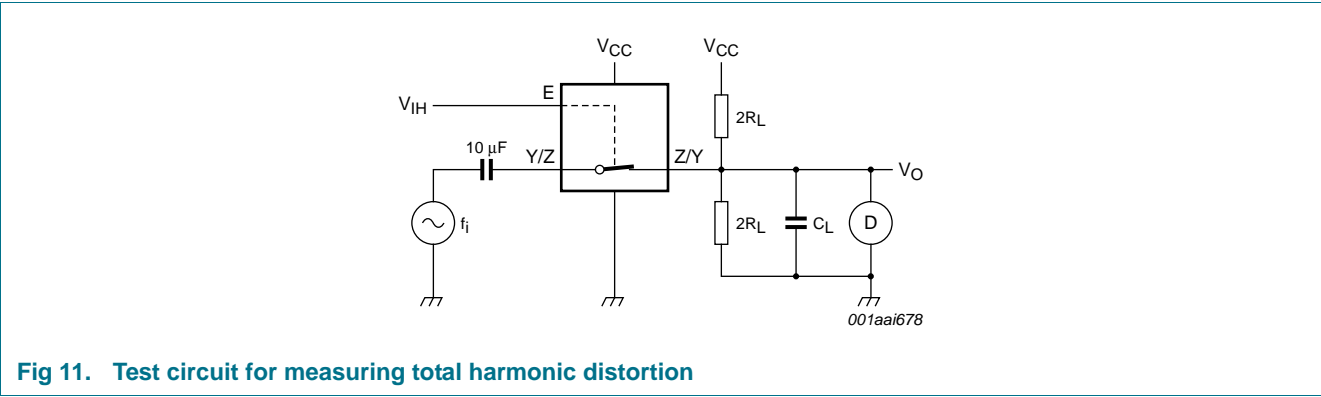 VCC VCC
E
VIH
2RL
10 μF Y/Z Z/Y
VO
fi
2RL CL D
001aai678
Fig 11. Test circuit for measuring total harmonic distortion